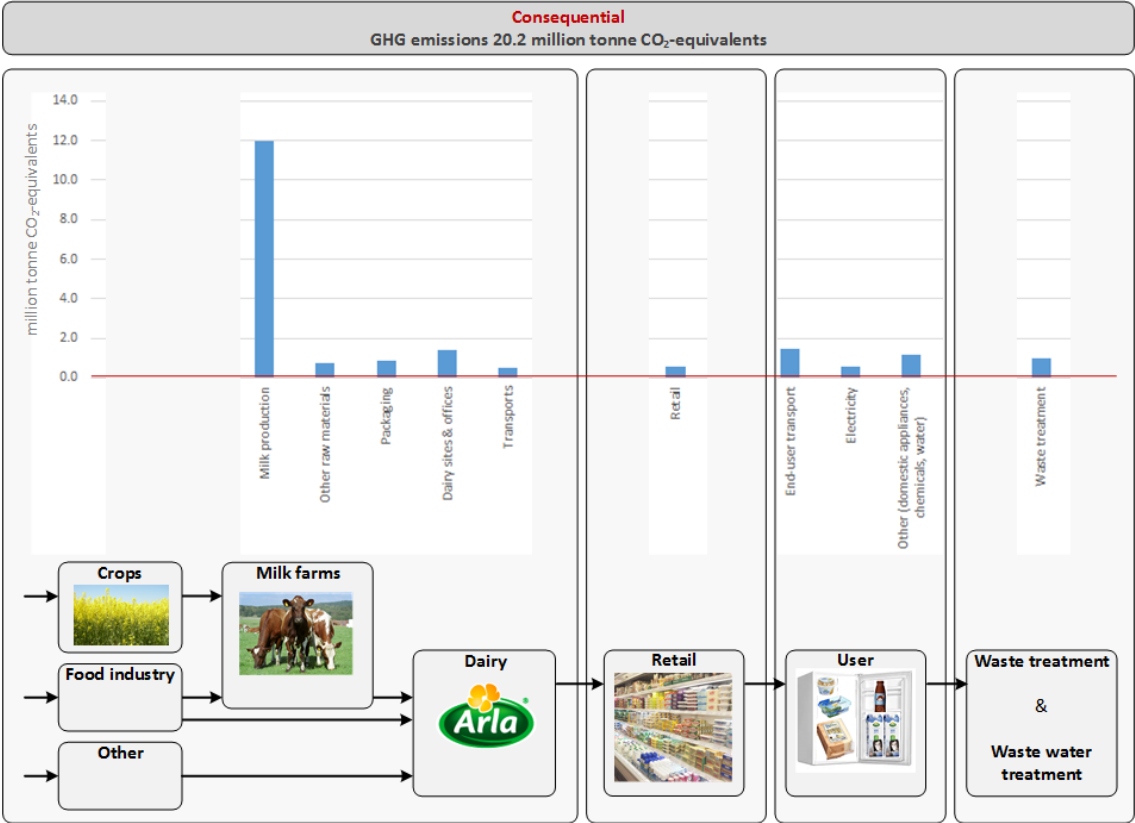 Consequential
GHG emissions 20.2 million tonne CO₂-equivalents
million tonne CO₂-equivalents
14.0
12.0
10.0
8.0
6.0
4.0
2.0
0.0
Milk production
Other raw materials
Packaging
Dairy sites & offices
Transports
Retail
End-user transport
Electricity
Other (domestic appliances,
chemicals, water)
Waste treatment
Crops
Milk farms
Food industry
Other
Dairy
Arla
Retail
User
Waste treatment
&
Waste water
treatment